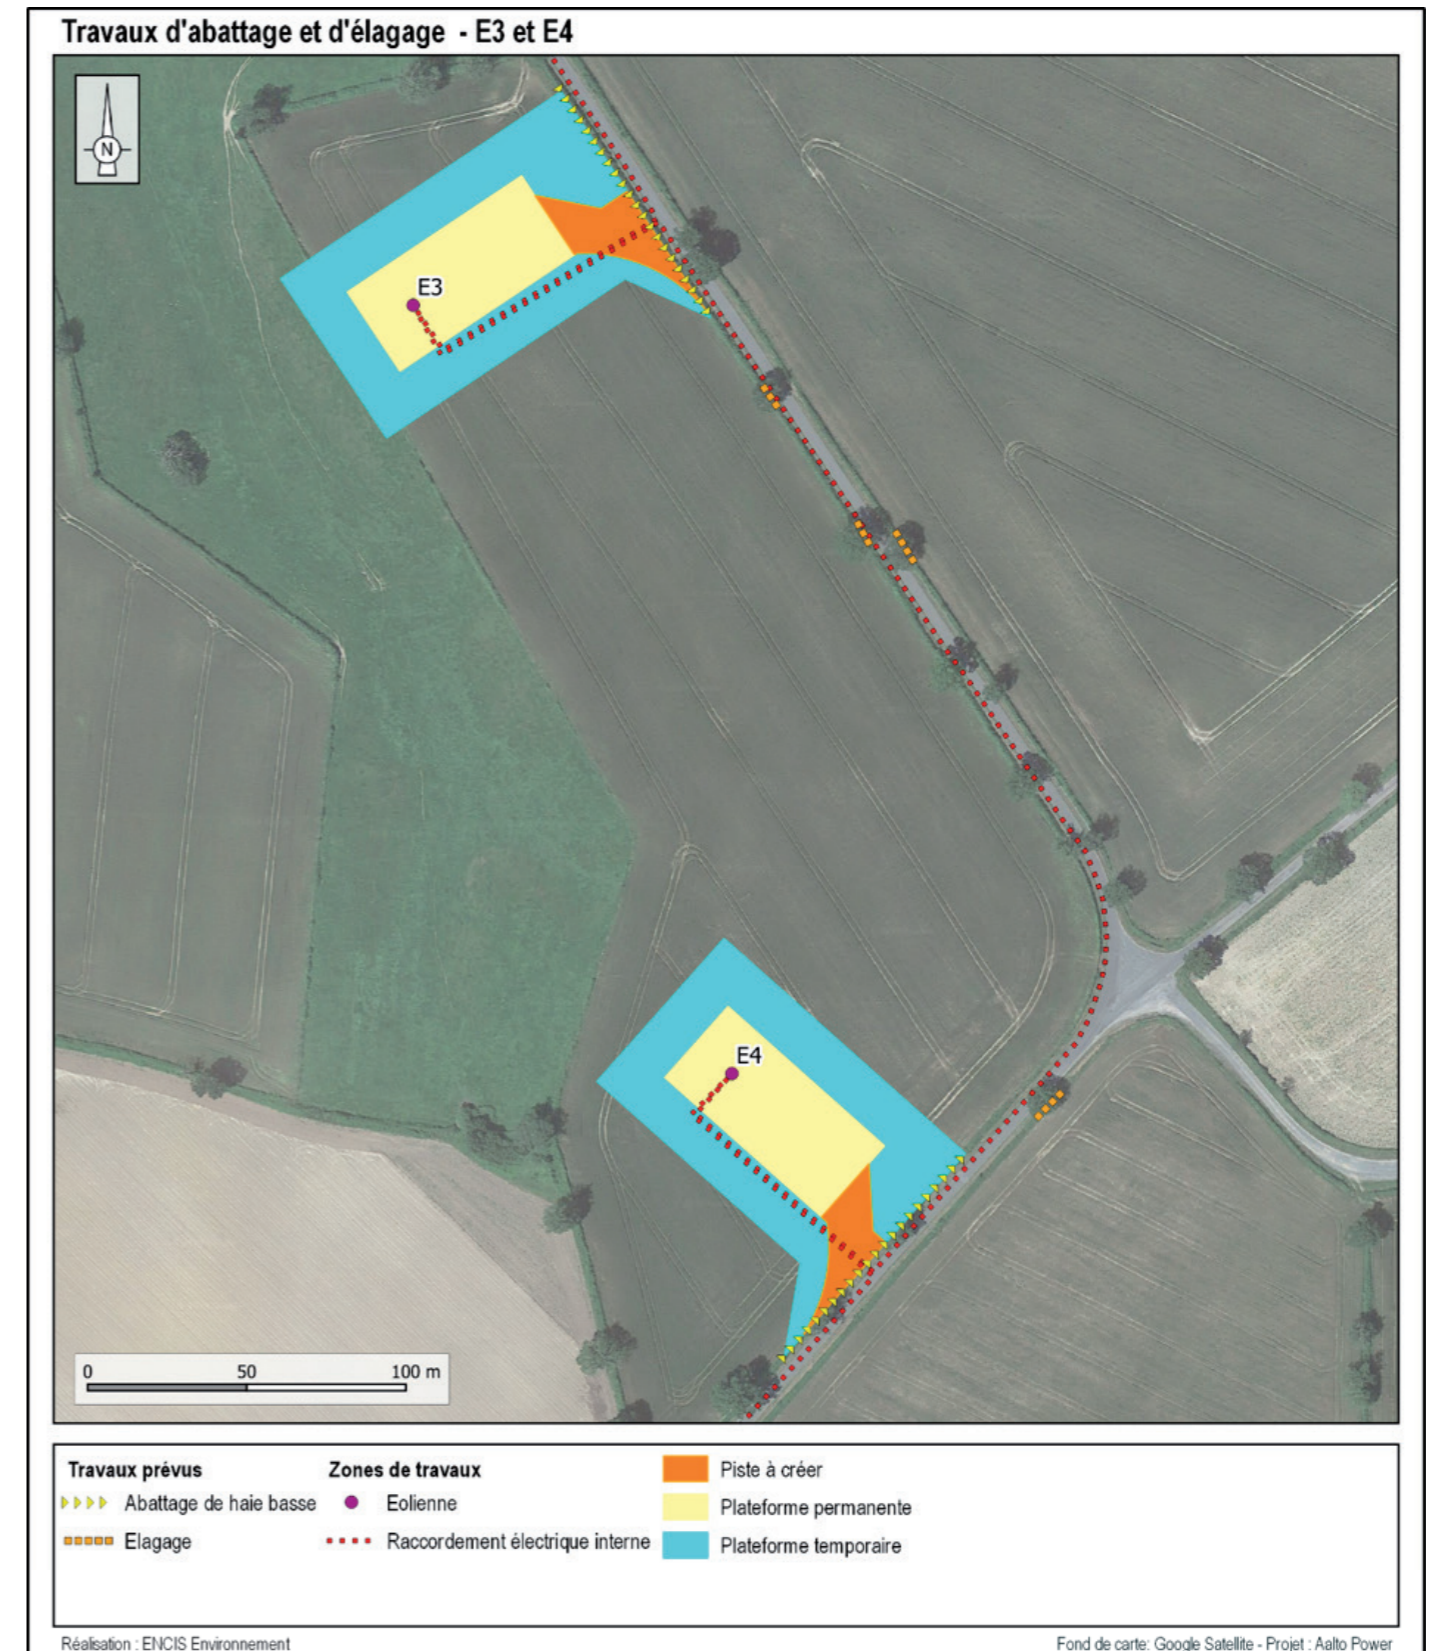 Travaux d'abattage et d'élagage - E3 et E4
N
E3
E4
0 50 100 m
Travaux prévus
Abattage de haie basse
Elagage
Zones de travaux
Eolienne
Raccordement électrique interne
Piste à créer
Plateforme permanente
Plateforme temporaire
Réalisation : ENCIS Environnement
Fond de carte: Google Satellite - Projet : Aalto Power